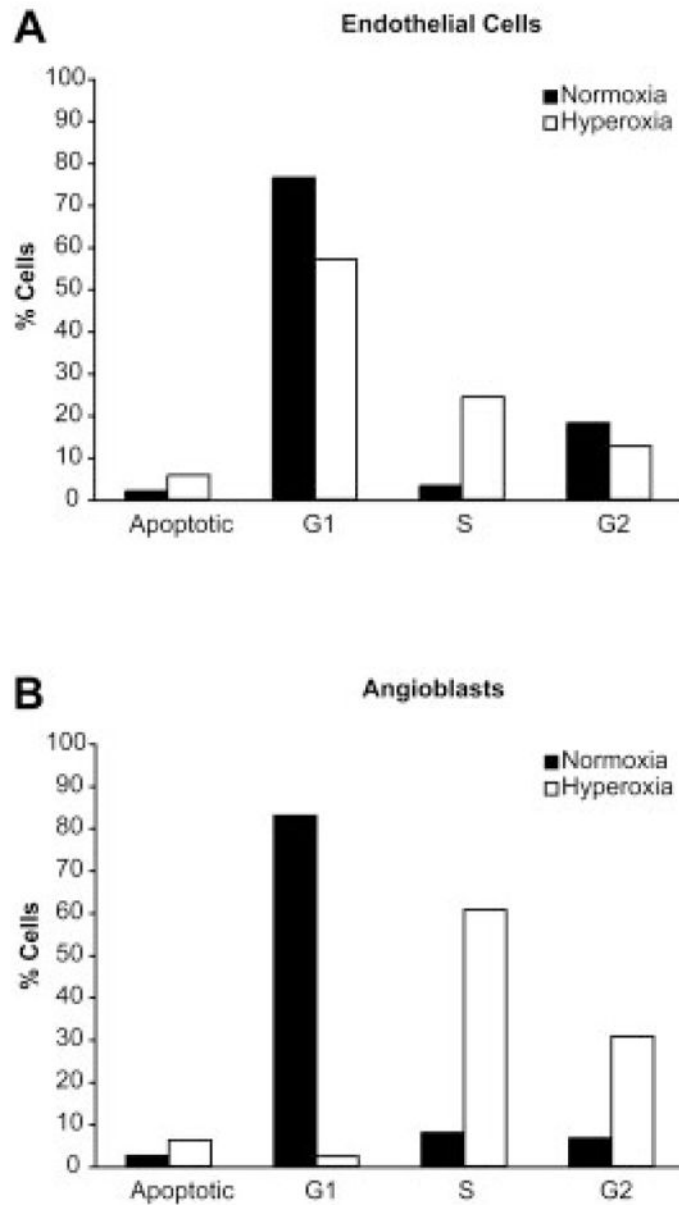 A
Endothelial Cells
100
90
80
70
60
50
40
30
20
10
0
% Cells
Normoxia
Hyperoxia
Apoptotic G1 S G2
B
Angioblasts
100
90
80
70
60
50
40
30
20
10
0
% Cells
Normoxia
Hyperoxia
Apoptotic G1 S G2